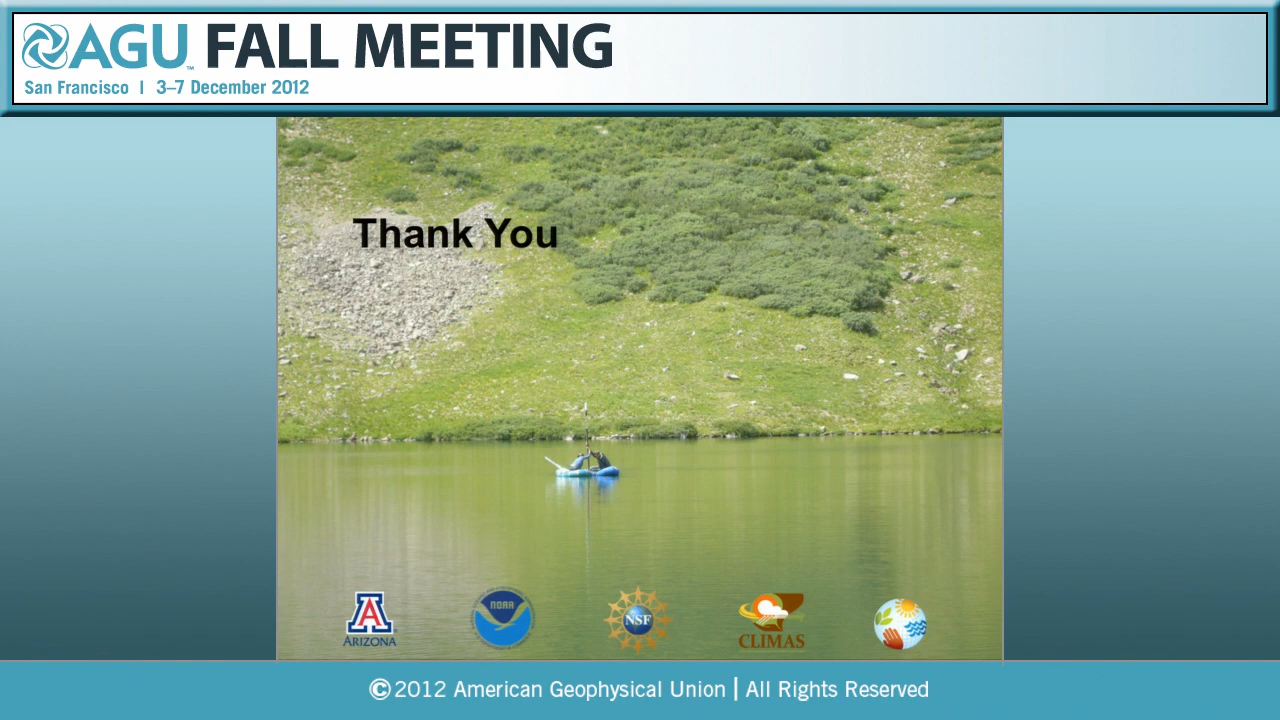 AGU™ FALL MEETING
San Francisco | 3–7 December 2012
Thank You
A
ARIZONA
NOAA
NSF
CLIMAS
©2012 American Geophysical Union | All Rights Reserved